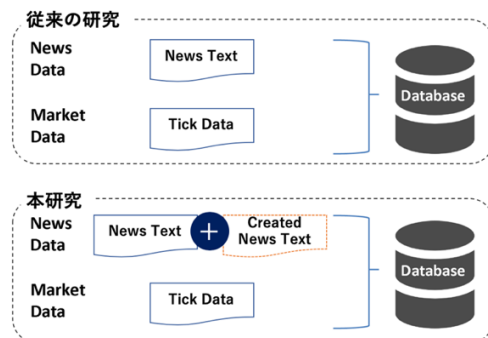 従来の研究
News
Data
News Text
Market
Data
Tick Data
Database
本研究
News
Data
News Text
+
Created
News Text
Market
Data
Tick Data
Database